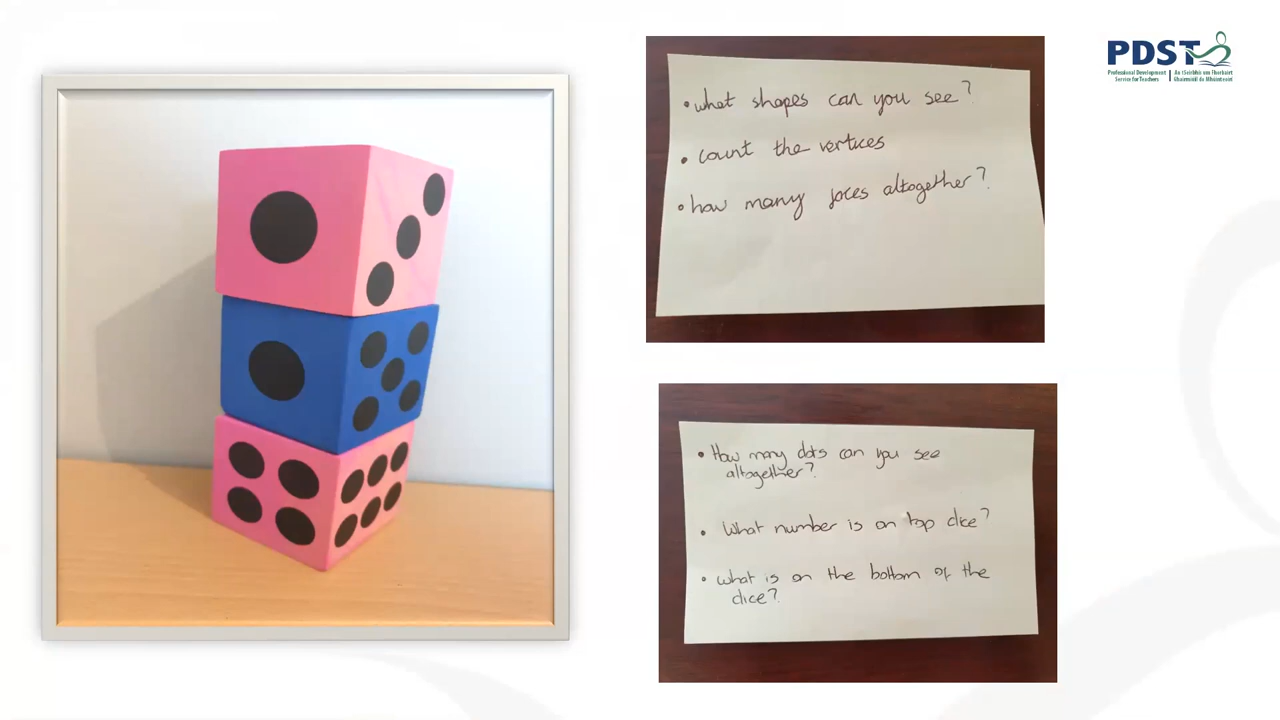 PDST
Professional Development
Service for Teachers
An tSeirbhís um Fhorbairt
Ghairmiúil do Mhúinteoirí
•what shapes can you see?
• count the vertices
•how many faces altogether?
• How many dots can you see
altogether?
• What number is on top dice?
• what is on the bottom of the
dice?